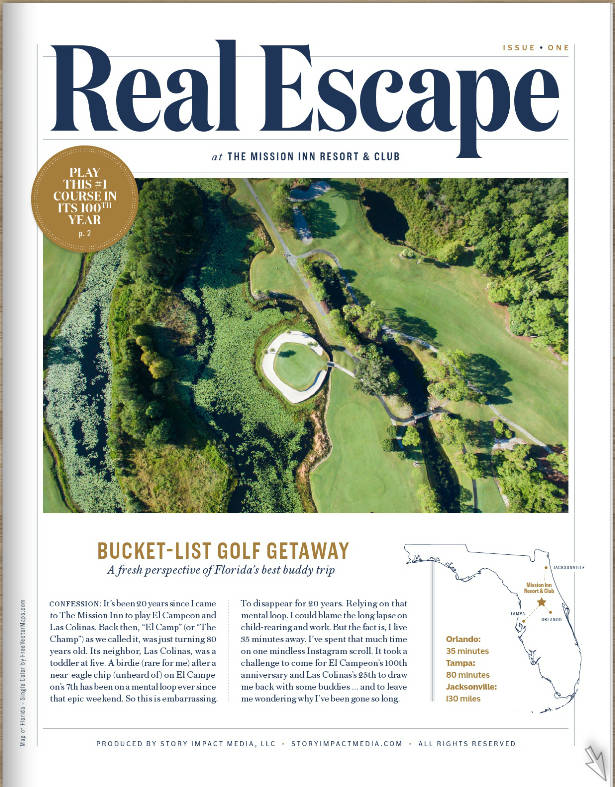 ISSUE • ONE
Real Escape
at THE MISSION INN RESORT & CLUB
PLAY
THIS #1
COURSE IN
ITS 100TH
YEAR
p. 2
BUCKET-LIST GOLF GETAWAY
A fresh perspective of Florida's best buddy trip
CONFESSION: It's been 20 years since I came
to The Mission Inn to play El Campeon and
Las Colinas. Back then, "El Camp" (or "The
Champ") as we called it, was just turning 80
years old. Its neighbor, Las Colinas, was a
toddler at five. A birdie (rare for me) after a
near-eagle chip (unheard of) on El Campe
on's 7th has been on a mental loop ever since
that epic weekend. So this is embarrassing.
To disappear for 20 years. Relying on that
mental loop. I could blame the long lapse on
child-rearing and work. But the fact is, I live
35 minutes away. I've spent that much time
on one mindless Instagram scroll. It took a
challenge to come for El Campeon's 100th
anniversary and Las Colinas's 25th to draw
me back with some buddies ... and to leave
me wondering why I've been gone so long.
JACKSONVILLE
Mission Inn
Resort & Club
TAMPA
ORLANDO
Orlando:
35 minutes
Tampa:
80 minutes
Jacksonville:
130 miles
Map of Florida - Single Color by FreeVectorMaps.com
PRODUCED BY STORY IMPACT MEDIA, LLC • STORYIMPACTMEDIA.COM • ALL RIGHTS RESERVED